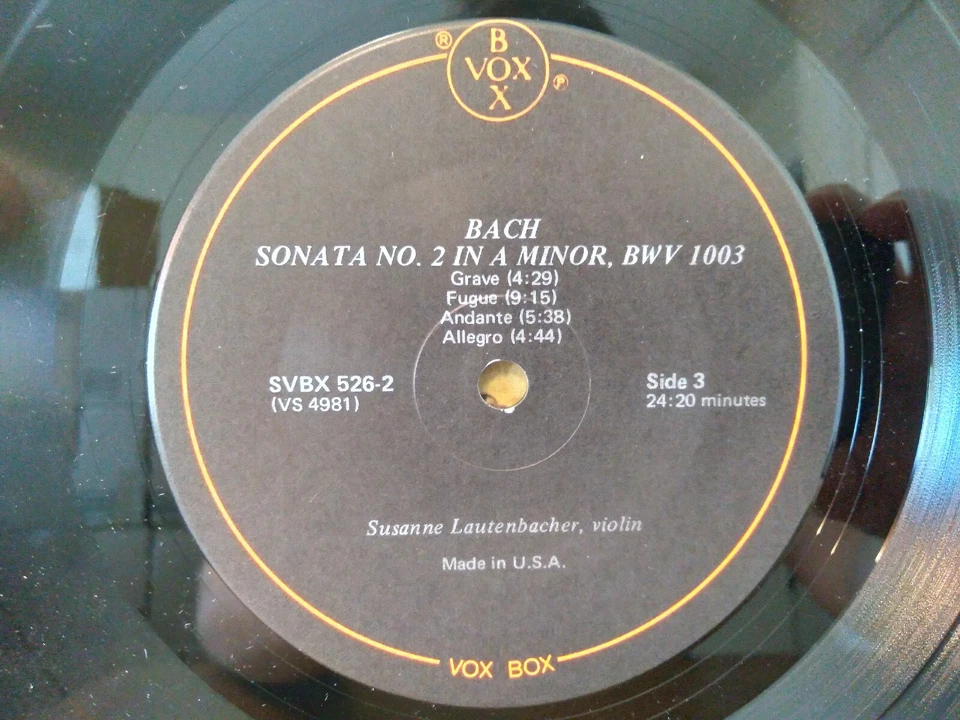 ®
B
VOX
X
℗
BACH
SONATA NO. 2 IN A MINOR, BWV 1003
Grave (4:29)
Fugue (9:15)
Andante (5:38)
Allegro (4:44)
SVBX 526-2
(VS 4981)
Side 3
24:20 minutes
Susanne Lautenbacher, violin
Made in U.S.A.
VOX BOX